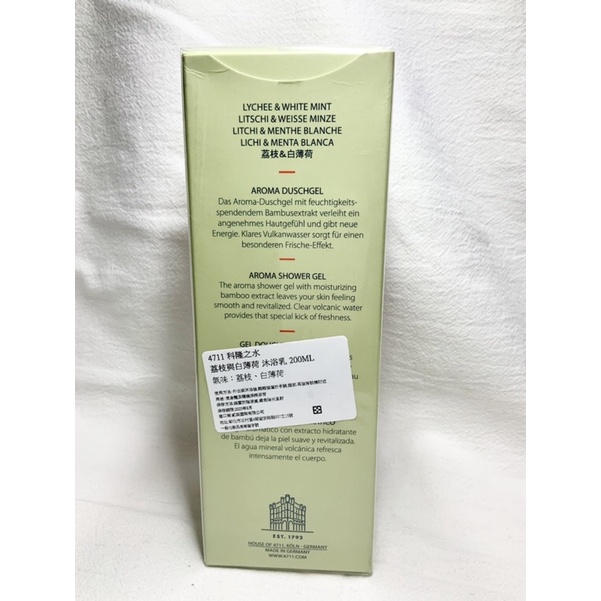 LYCHEE & WHITE MINT
LITSCHI & WEISSE MINZE
LITCHI & MENTHE BLANCHE
LICHI & MENTA BLANCA
荔枝&白薄荷
AROMA DUSCHGEL
Das Aroma-Duschgel mit feuchtigkeits-
spendendem Bambusextrakt verleiht ein
angenehmes Hautgefühl und gibt neue
Energie. Klares Vulkanwasser sorgt für einen
besonderen Frische-Effekt.
AROMA SHOWER GEL
The aroma shower gel with moisturizing
bamboo extract leaves your skin feeling
smooth and revitalized. Clear volcanic water
provides that special kick of freshness.
GEL
4711 科隆之水
荔枝與白薄荷 沐浴乳 200ML
氣味：荔枝、白薄荷
con extracto hidratante
de bambú deja la piel suave y revitalizada.
El agua mineral volcánica refresca
intensamente el cuerpo.
EST. 1792
HOUSE OF 4711, KÖLN - GERMANY
MADE IN GERMANY
WWW.4711.COM